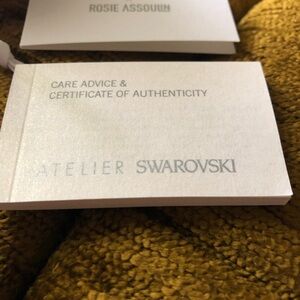 ROSIE ASSOULIN
CARE ADVICE &
CERTIFICATE OF AUTHENTICITY
ATELIER SWAROVSKI